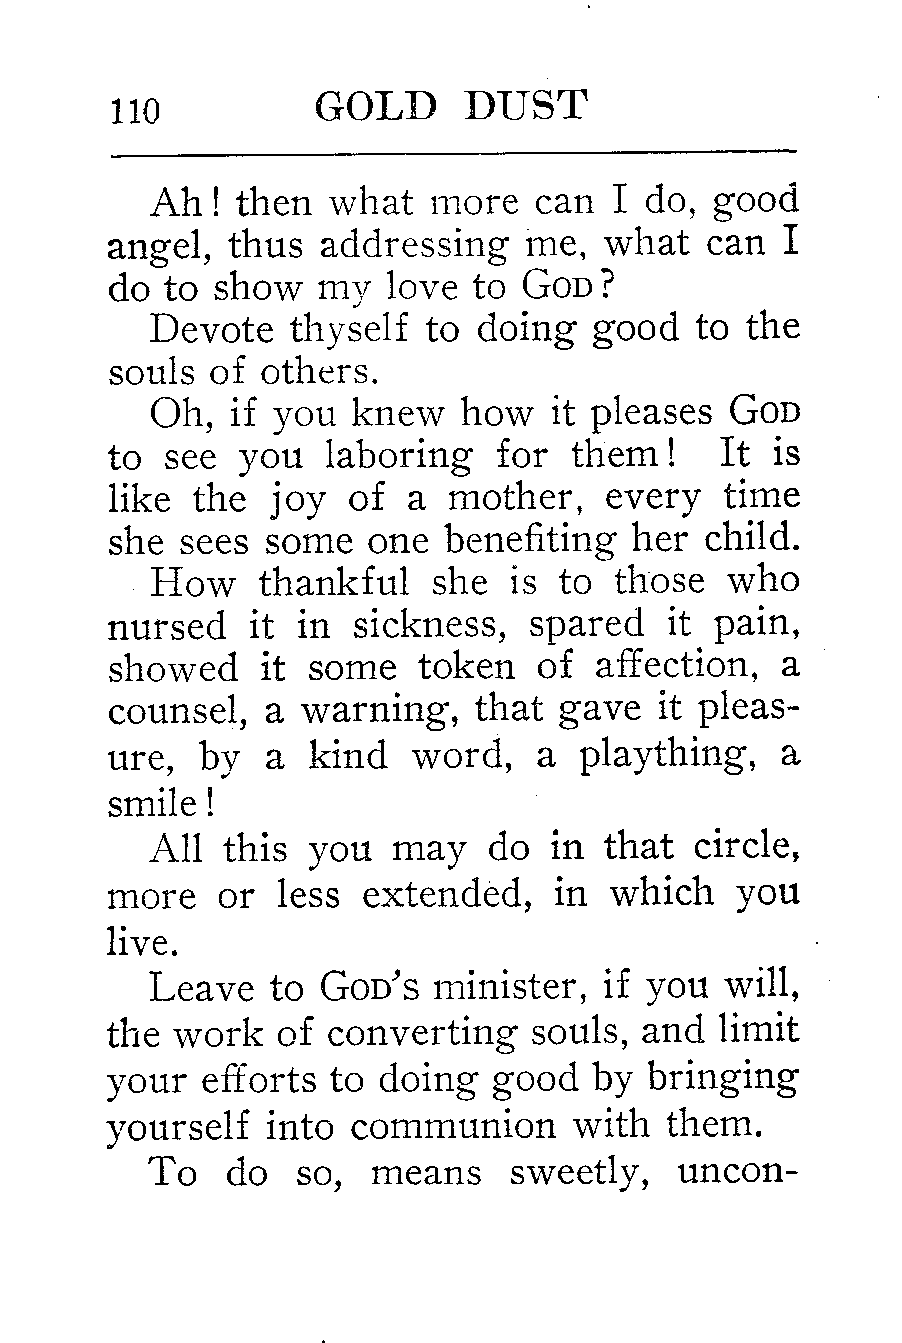 110 GOLD DUST
Ah! then what more can I do, good
angel, thus addressing me, what can I
do to show my love to GOD?
Devote thyself to doing good to the
souls of others.
Oh, if you knew how it pleases GOD
to see you laboring for them! It is
like the joy of a mother, every time
she sees some one benefiting her child.
How thankful she is to those who
nursed it in sickness, spared it pain,
showed it some token of affection, a
counsel, a warning, that gave it pleas-
ure, by a kind word, a plaything, a
smile!
All this you may do in that circle,
more or less extended, in which you
live.
Leave to GOD's minister, if you will,
the work of converting souls, and limit
your efforts to doing good by bringing
yourself into communion with them.
To do so, means sweetly, uncon-